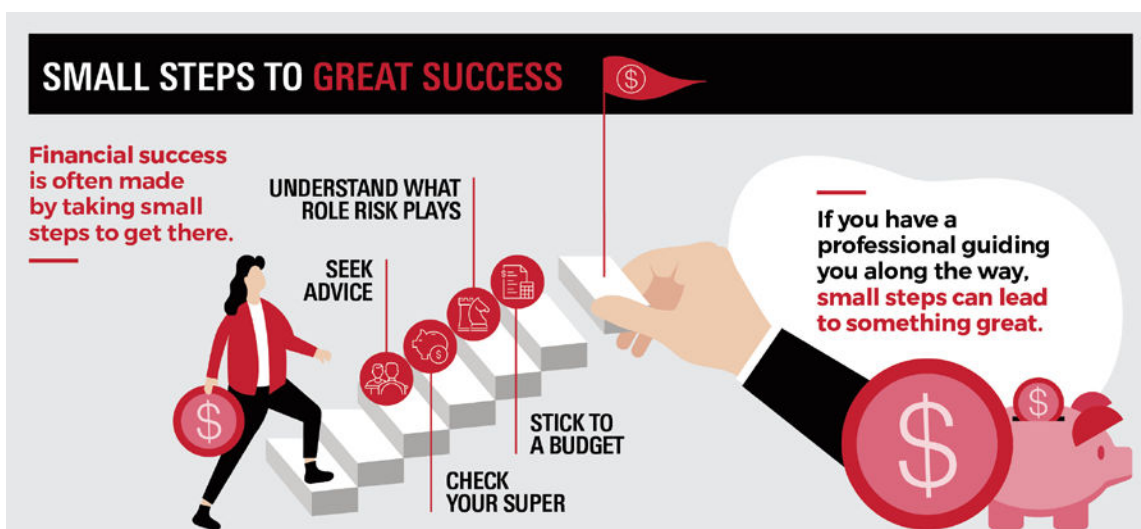 SMALL STEPS TO GREAT SUCCESS
$
Financial success
is often made
by taking small
steps to get there.
UNDERSTAND WHAT
ROLE RISK PLAYS
SEEK
ADVICE
$
$
STICK TO
A BUDGET
CHECK
YOUR SUPER
If you have a
professional guiding
you along the way,
small steps can lead
to something great.
$
$